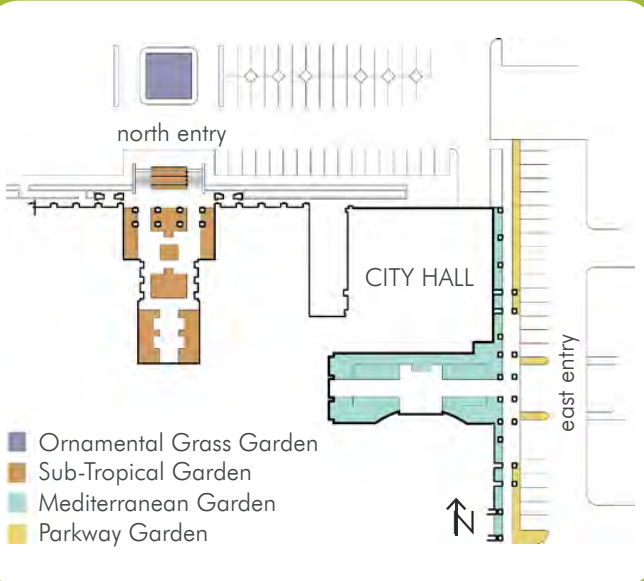 north entry
CITY HALL
east entry
Ornamental Grass Garden
Sub-Tropical Garden
Mediterranean Garden
Parkway Garden
N